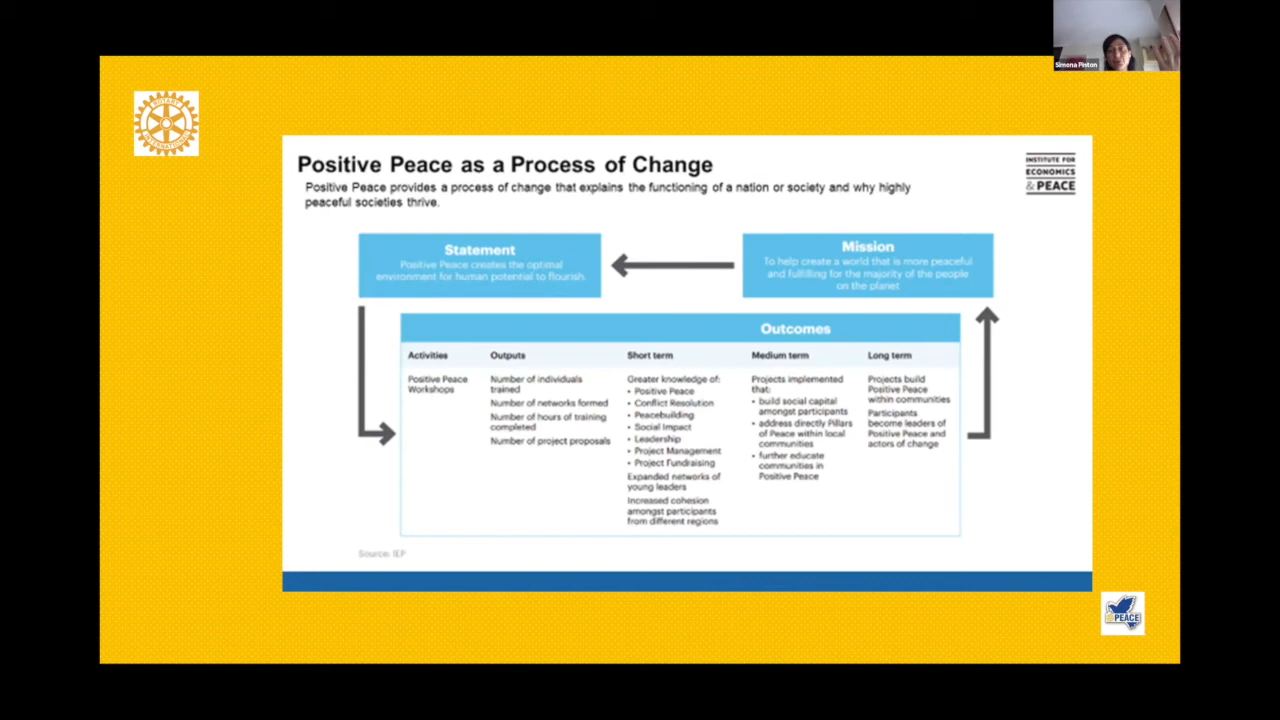 Simona Piston
ROTARY
INTERNATIONAL
Positive Peace as a Process of Change
Positive Peace provides a process of change that explains the functioning of a nation or society and why highly
peaceful societies thrive.
INSTITUTE FOR
ECONOMICS
& PEACE
Statement
Positive Peace creates the optimal
environment for human potential to flourish.
Mission
To help create a world that is more peaceful
and fulfilling for the majority of the people
on the planet
Outcomes
Activities
Outputs
Short term
Medium term
Long term
Positive Peace
Workshops
Number of individuals
trained
Number of networks formed
Number of hours of training
completed
Number of project proposals
Greater knowledge of:
• Positive Peace
• Conflict Resolution
• Peacebuilding
• Social Impact
• Leadership
• Project Management
• Project Fundraising
Expanded networks of
young leaders
Increased cohesion
amongst participants
from different regions
Projects implemented
that:
• build social capital
amongst participants
• address directly Pillars
of Peace within local
communities
• further educate
communities in
Positive Peace
Projects build
Positive Peace
within communities
Participants
become leaders of
Positive Peace and
actors of change
Source: IEP
PEACE